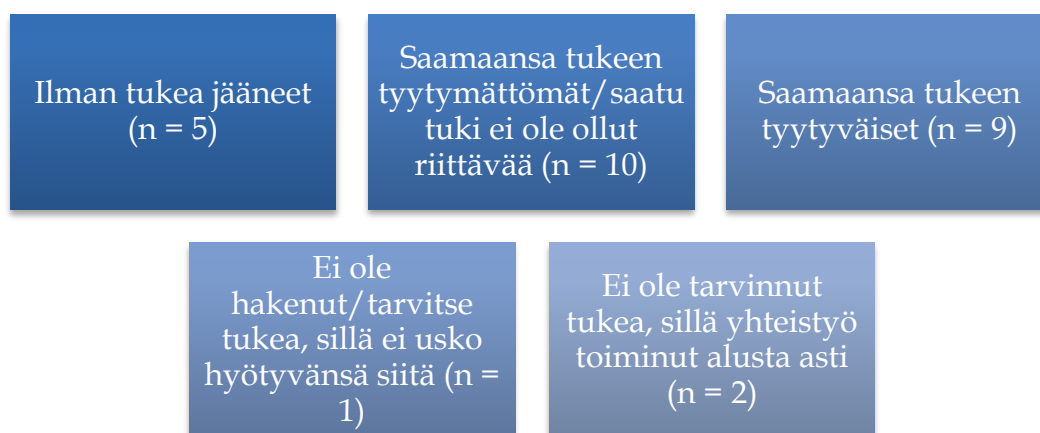 Ilman tukea jääneet
(n = 5)
Saamaansa tukeen
tyytymättömät/saatu
tuki ei ole ollut
riittävää (n = 10)
Saamaansa tukeen
tyytyväiset (n = 9)
Ei ole
hakenut/tarvitse
tukea, sillä ei usko
hyötyvänsä siitä (n =
1)
Ei ole tarvinnut
tukea, sillä yhteistyö
toiminut alusta asti
(n = 2)